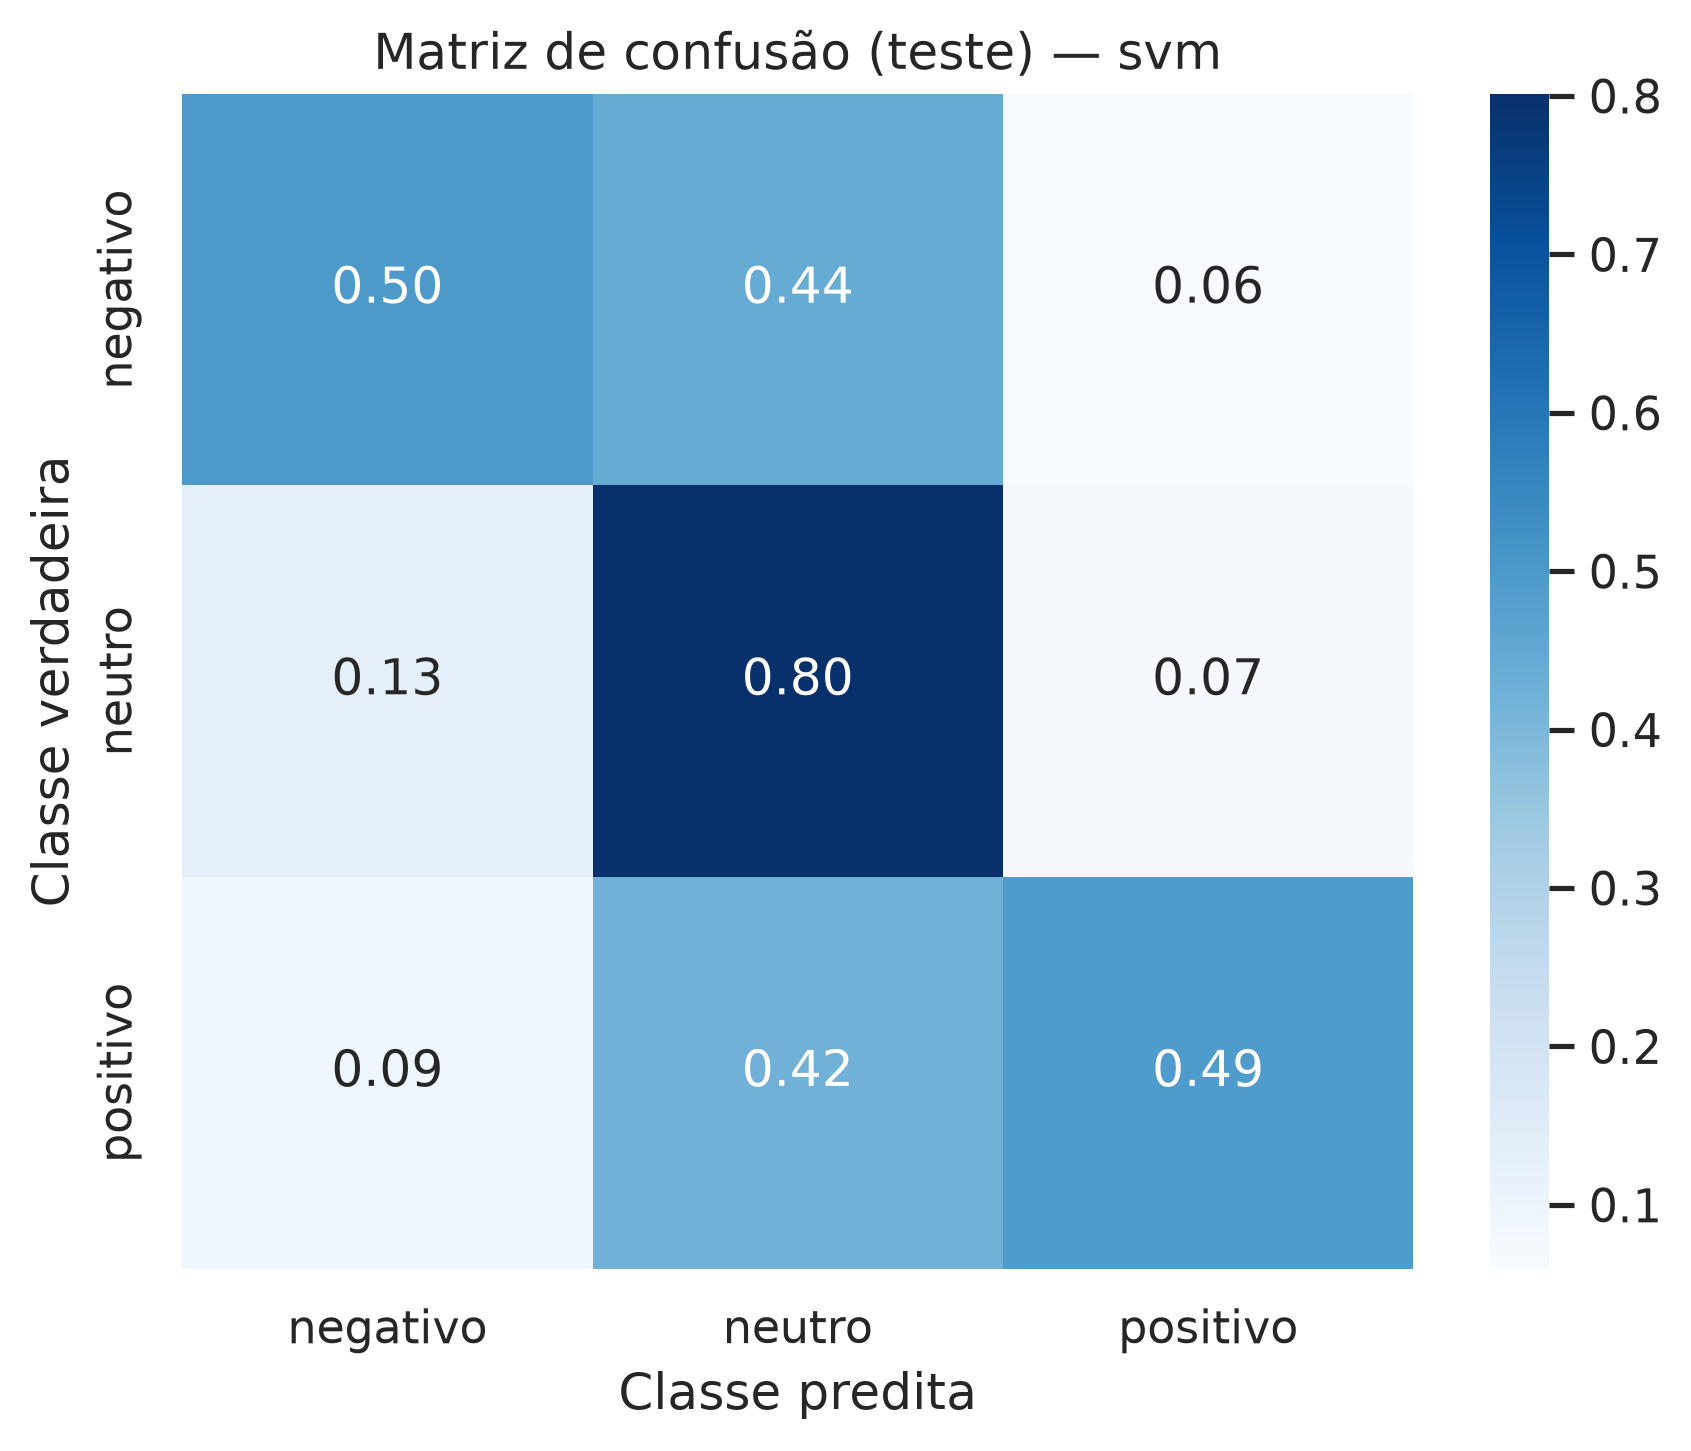 Matriz de confusão (teste) — svm
Classe verdadeira
negativo
0.50 0.44 0.06
neutro
0.13 0.80 0.07
positivo
0.09 0.42 0.49
negativo neutro positivo
Classe predita
0.8
0.7
0.6
0.5
0.4
0.3
0.2
0.1